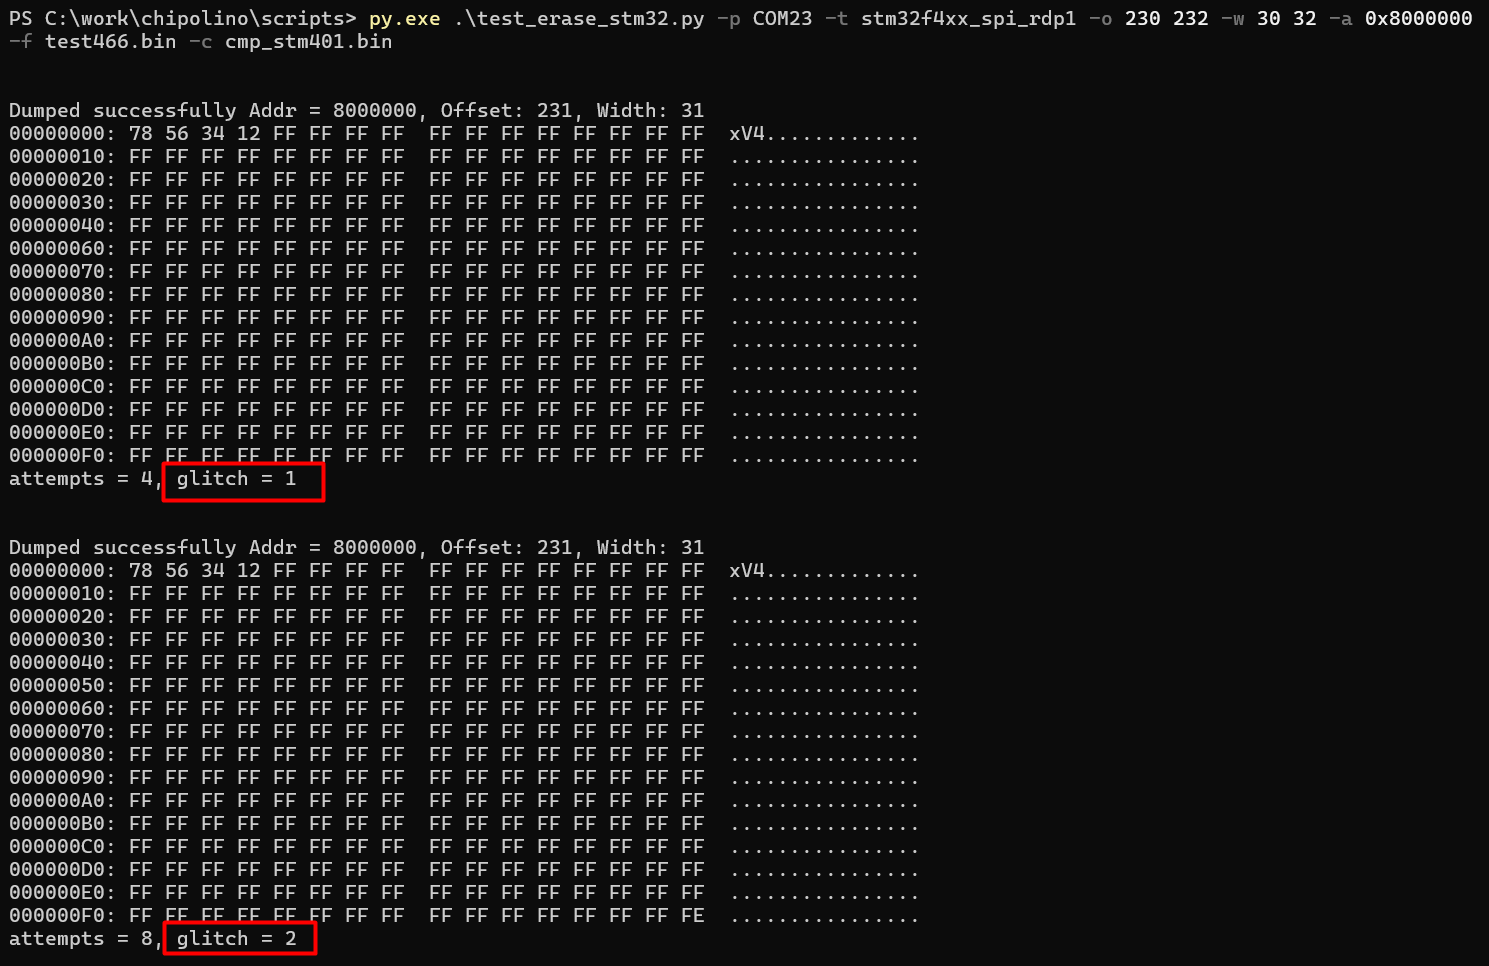 PS C:\work\chipolino\scripts> py.exe .\test_erase_stm32.py -p COM23 -t stm32f4xx_spi_rdp1 -o 230 232 -w 30 32 -a 0x8000000
-f test466.bin -c cmp_stm401.bin
Dumped successfully Addr = 8000000, Offset: 231, Width: 31
00000000: 78 56 34 12 FF FF FF FF  FF FF FF FF FF FF FF FF  xV4.............
00000010: FF FF FF FF FF FF FF FF  FF FF FF FF FF FF FF FF  ................
00000020: FF FF FF FF FF FF FF FF  FF FF FF FF FF FF FF FF  ................
00000030: FF FF FF FF FF FF FF FF  FF FF FF FF FF FF FF FF  ................
00000040: FF FF FF FF FF FF FF FF  FF FF FF FF FF FF FF FF  ................
00000060: FF FF FF FF FF FF FF FF  FF FF FF FF FF FF FF FF  ................
00000070: FF FF FF FF FF FF FF FF  FF FF FF FF FF FF FF FF  ................
00000080: FF FF FF FF FF FF FF FF  FF FF FF FF FF FF FF FF  ................
00000090: FF FF FF FF FF FF FF FF  FF FF FF FF FF FF FF FF  ................
000000A0: FF FF FF FF FF FF FF FF  FF FF FF FF FF FF FF FF  ................
000000B0: FF FF FF FF FF FF FF FF  FF FF FF FF FF FF FF FF  ................
000000C0: FF FF FF FF FF FF FF FF  FF FF FF FF FF FF FF FF  ................
000000D0: FF FF FF FF FF FF FF FF  FF FF FF FF FF FF FF FF  ................
000000E0: FF FF FF FF FF FF FF FF  FF FF FF FF FF FF FF FF  ................
000000F0: FF FF FF FF FF FF FF FF  FF FF FF FF FF FF FF FF  ................
attempts = 4, glitch = 1
Dumped successfully Addr = 8000000, Offset: 231, Width: 31
00000000: 78 56 34 12 FF FF FF FF  FF FF FF FF FF FF FF FF  xV4.............
00000010: FF FF FF FF FF FF FF FF  FF FF FF FF FF FF FF FF  ................
00000020: FF FF FF FF FF FF FF FF  FF FF FF FF FF FF FF FF  ................
00000030: FF FF FF FF FF FF FF FF  FF FF FF FF FF FF FF FF  ................
00000040: FF FF FF FF FF FF FF FF  FF FF FF FF FF FF FF FF  ................
00000050: FF FF FF FF FF FF FF FF  FF FF FF FF FF FF FF FF  ................
00000060: FF FF FF FF FF FF FF FF  FF FF FF FF FF FF FF FF  ................
00000070: FF FF FF FF FF FF FF FF  FF FF FF FF FF FF FF FF  ................
00000080: FF FF FF FF FF FF FF FF  FF FF FF FF FF FF FF FF  ................
00000090: FF FF FF FF FF FF FF FF  FF FF FF FF FF FF FF FF  ................
000000A0: FF FF FF FF FF FF FF FF  FF FF FF FF FF FF FF FF  ................
000000B0: FF FF FF FF FF FF FF FF  FF FF FF FF FF FF FF FF  ................
000000C0: FF FF FF FF FF FF FF FF  FF FF FF FF FF FF FF FF  ................
000000D0: FF FF FF FF FF FF FF FF  FF FF FF FF FF FF FF FF  ................
000000E0: FF FF FF FF FF FF FF FF  FF FF FF FF FF FF FF FF  ................
000000F0: FF FF FF FF FF FF FF FF  FF FF FF FF FF FF FF FE  ................
attempts = 8, glitch = 2